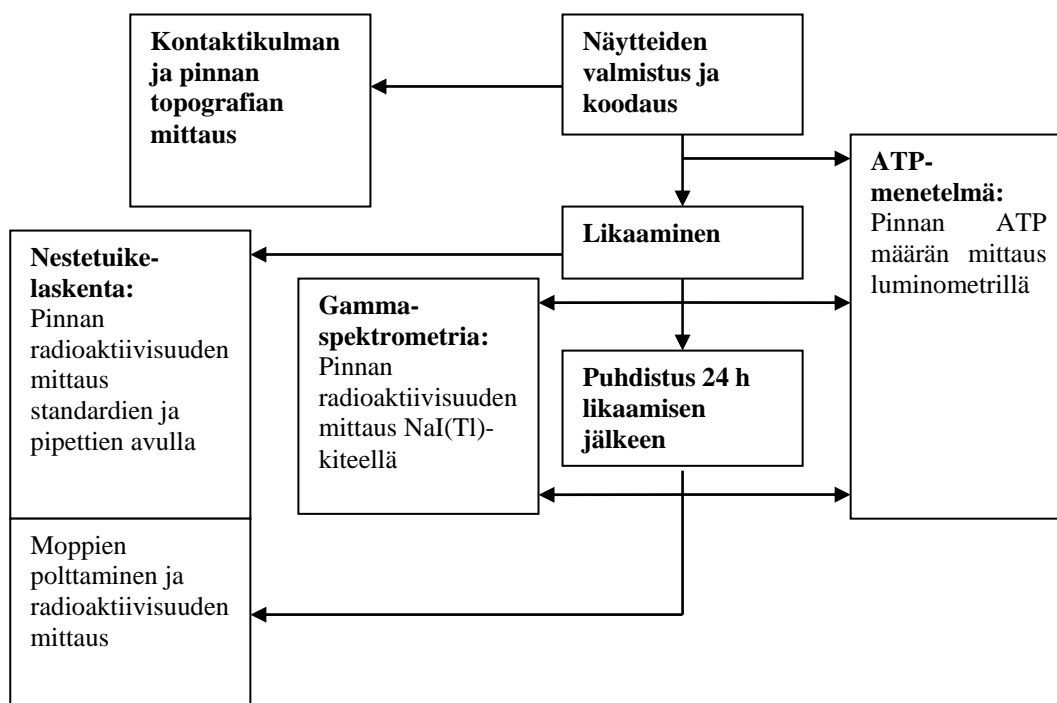 Kontaktikulman
ja pinnan
topografian
mittaus
Näytteiden
valmistus ja
koodaus
ATP-
menetelmä:
Pinnan ATP
määrän mittaus
luminometrillä
Likaaminen
Nestetuike-
laskenta:
Pinnan
radioaktiivisuuden
mittaus
standardien ja
pipettien avulla
Gamma-
spektrometria:
Pinnan
radioaktiivisuuden
mittaus NaI(Tl)-
kiteellä
Puhdistus 24 h
likaamisen
jälkeen
Moppien
polttaminen ja
radioaktiivisuuden
mittaus